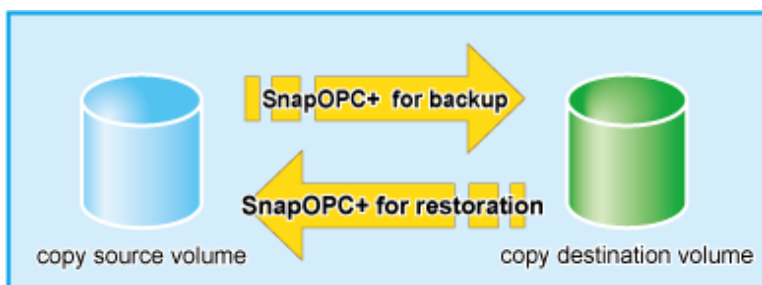 SnapOPC+ for backup
SnapOPC+ for restoration
copy source volume
copy destination volume